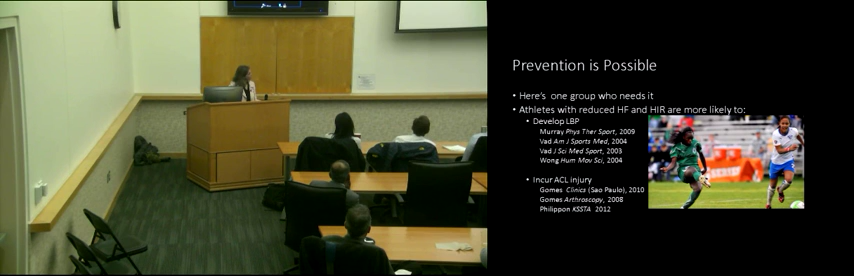 Prevention is Possible
• Here's one group who needs it
• Athletes with reduced HF and HIR are more likely to:
• Develop LBP
Murray Phys Ther Sport, 2009
Vad Am J Sports Med, 2004
Vad J Sci Med Sport, 2003
Wong Hum Mov Sci, 2004
• Incur ACL injury
Gomes Clinics (Sao Paulo), 2010
Gomes Arthroscopy, 2008
Philippon KSSTA 2012